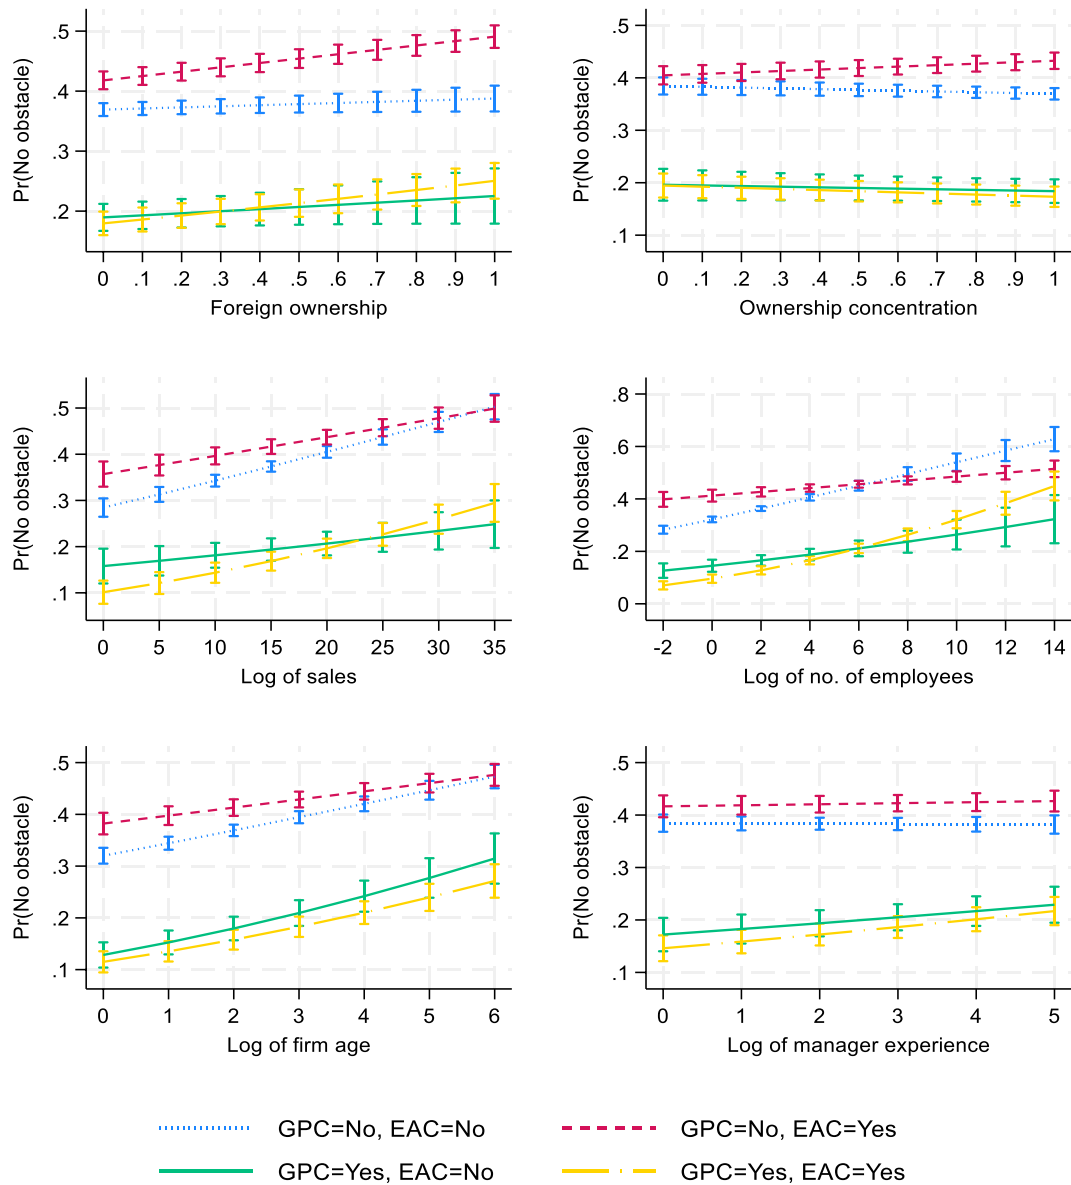 Pr(No obstacle)
.5
.4
.3
.2
0 .1 .2 .3 .4 .5 .6 .7 .8 .9 1
Foreign ownership
Pr(No obstacle)
.5
.4
.3
.2
.1
0 .1 .2 .3 .4 .5 .6 .7 .8 .9 1
Ownership concentration
Pr(No obstacle)
.5
.4
.3
.2
.1
0 5 10 15 20 25 30 35
Log of sales
Pr(No obstacle)
.8
.6
.4
.2
0
-2 0 2 4 6 8 10 12 14
Log of no. of employees
Pr(No obstacle)
.5
.4
.3
.2
.1
0 1 2 3 4 5 6
Log of firm age
Pr(No obstacle)
.5
.4
.3
.2
.1
0 1 2 3 4 5
Log of manager experience
GPC=No, EAC=No
GPC=No, EAC=Yes
GPC=Yes, EAC=No
GPC=Yes, EAC=Yes